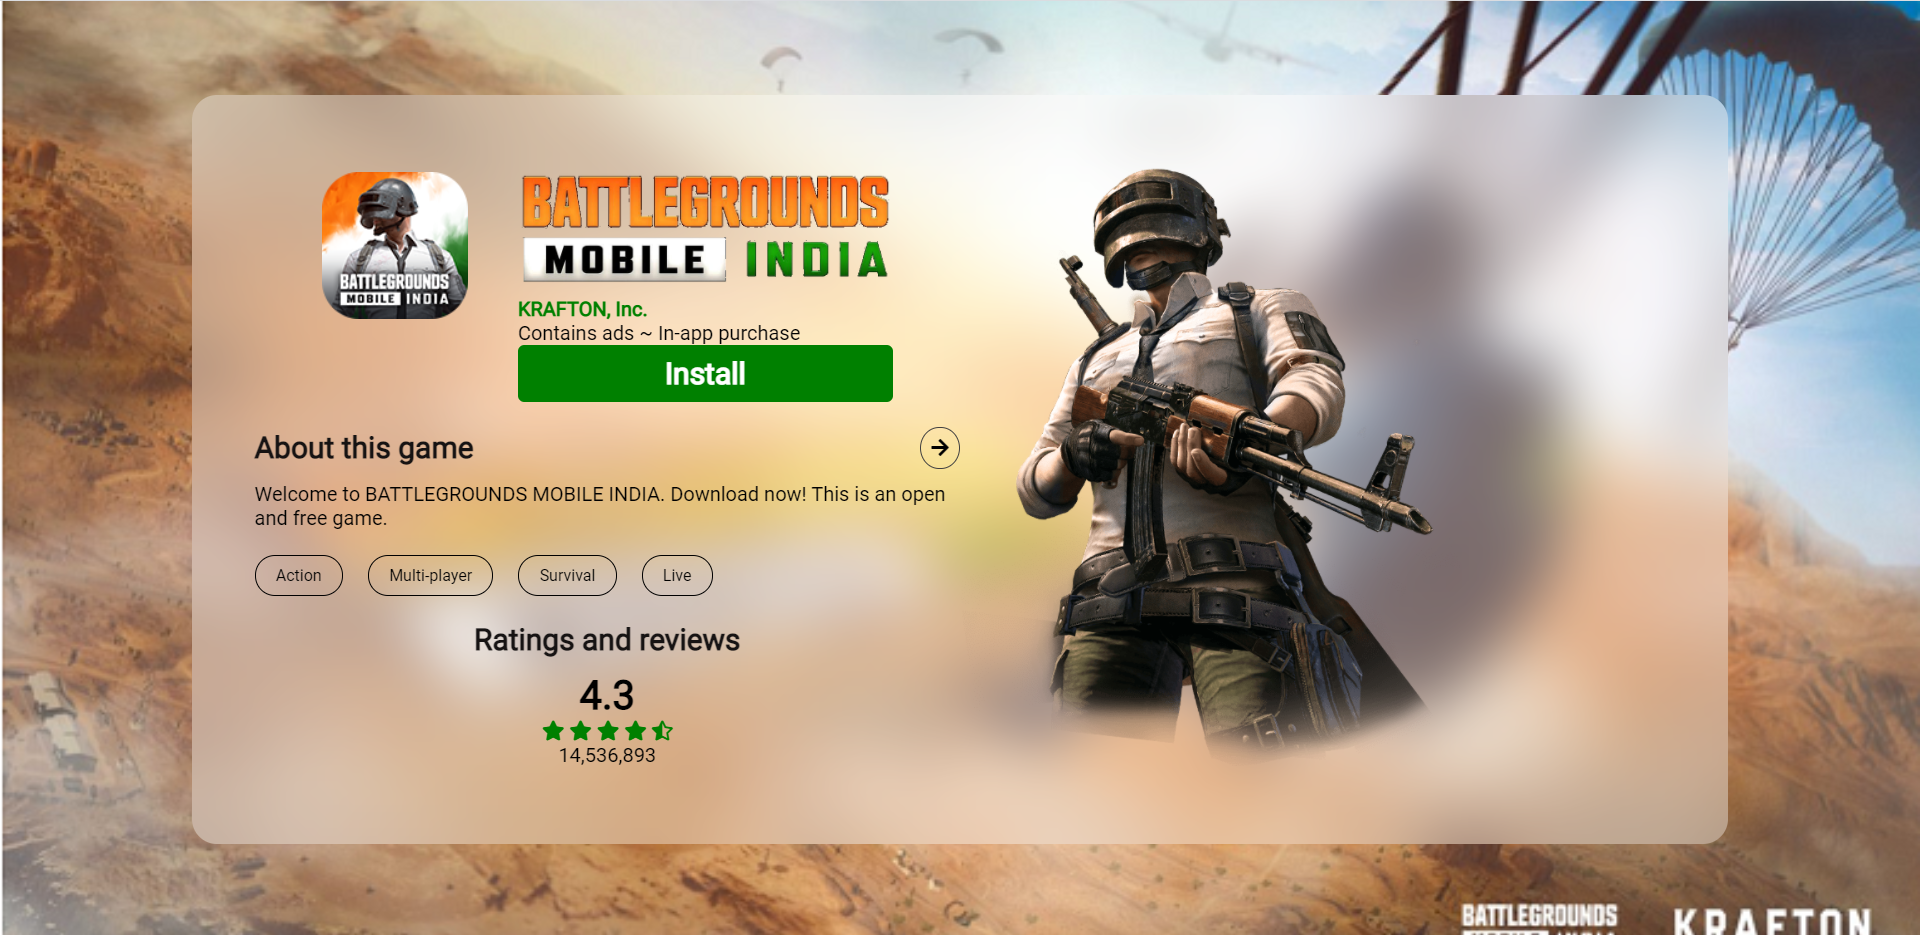 BATTLEGROUNDS
MOBILE INDIA
BATTLEGROUNDS
MOBILE INDIA
KRAFTON, Inc.
Contains ads ~ In-app purchase
Install
About this game
Welcome to BATTLEGROUNDS MOBILE INDIA. Download now! This is an open
and free game.
Action
Multi-player
Survival
Live
Ratings and reviews
4.3
14,536,893
BATTLEGROUNDS
KRAFTON